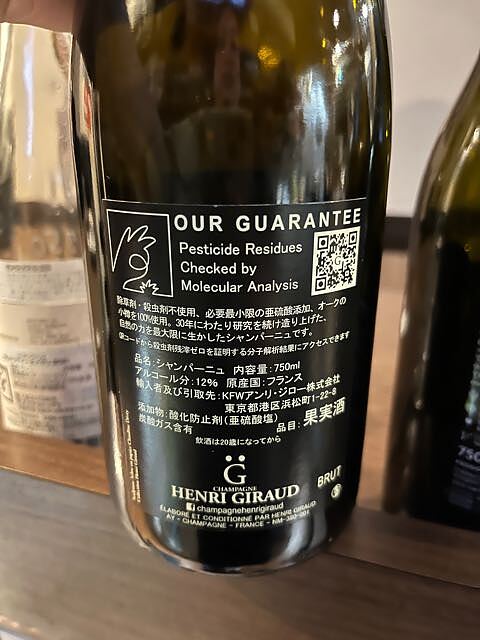 OUR GUARANTEE
Pesticide Residues
Checked by
Molecular Analysis
除草剤・殺虫剤不使用、必要最小限の亜硫酸添加、オークの
小樽を100%使用。30年にわたり研究を続け造り上げた、
自然の力を最大限に生かしたシャンパーニュです。
QRコードから殺虫剤残滓ゼロを証明する分子解析結果にアクセスできます
品名:シャンパーニュ 内容量:750ml
アルコール分:12% 原産国:フランス
輸入者及び引取先:KFWアンリ・ジロー株式会社
東京都港区浜松町1-22-8
添加物:酸化防止剤(亜硫酸塩)
炭酸ガス含有
品目:果実酒
飲酒は20歳になってから
G
CHAMPAGNE
HENRI GIRAUD
champagnehenrigiraud
BRUT
ÉLABORÉ ET CONDITIONNÉ PAR HENRI GIRAUD
AY - CHAMPAGNE - FRANCE - NM-380-001
750